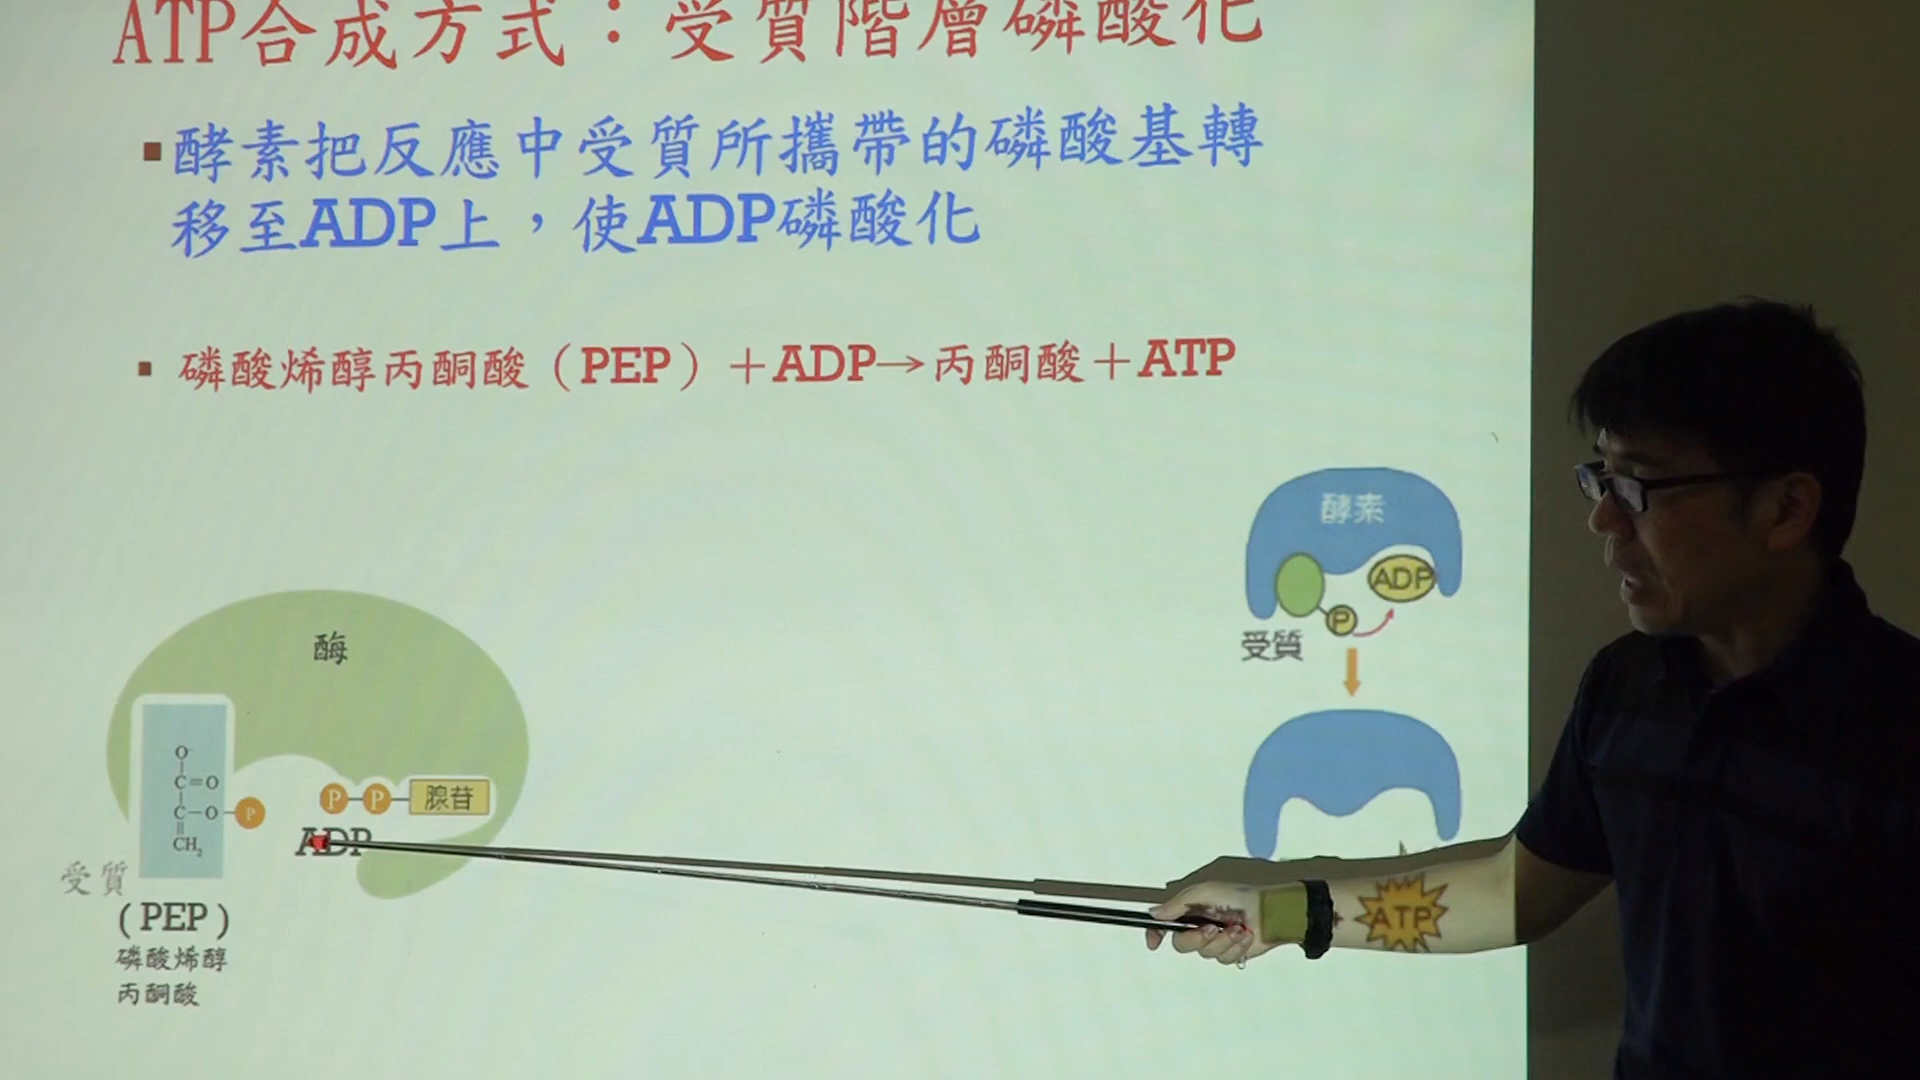 ATP合成方式：受質階層磷酸化
▪酵素把反應中受質所攜帶的磷酸基轉
移至ADP上，使ADP磷酸化
▪磷酸烯醇丙酮酸（PEP）＋ADP→丙酮酸＋ATP
酶
O⁻
C=O
C—O—P
CH₂
P—P—腺苷
ADP
受質
(PEP)
磷酸烯醇
丙酮酸
酵素
ADP
P
受質
ATP